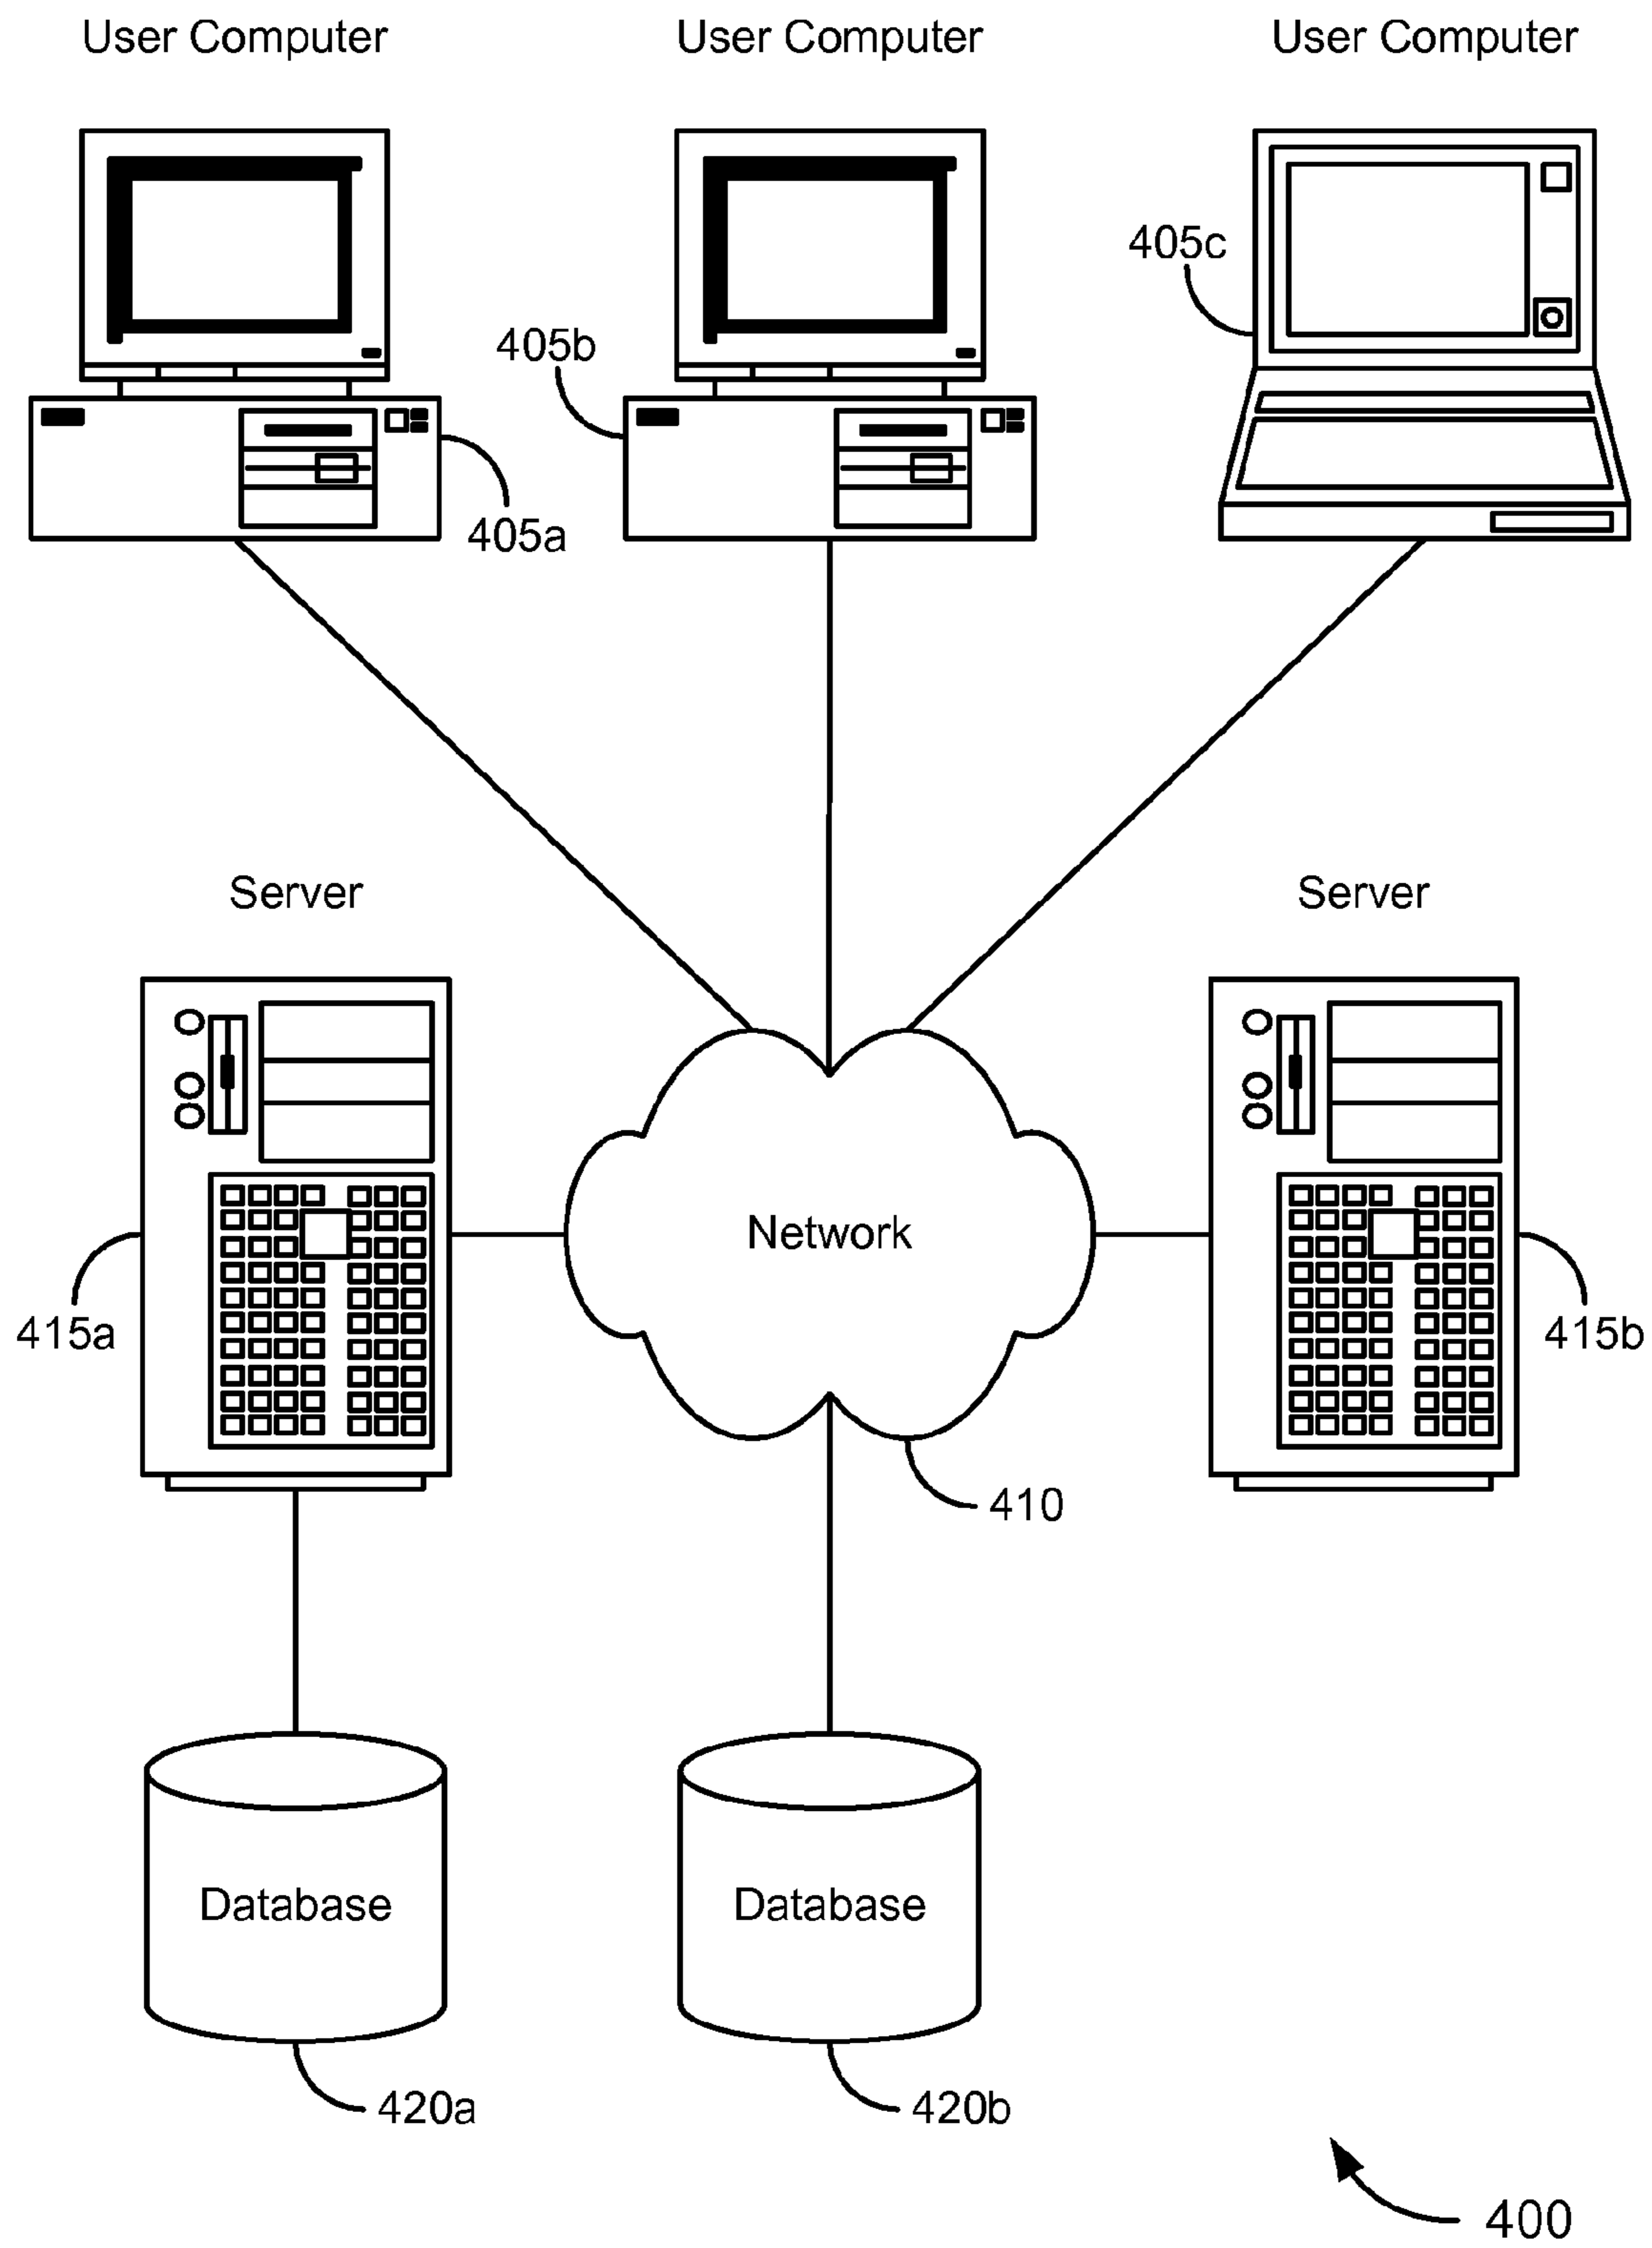 User Computer
User Computer
User Computer
405c
405b
405a
Server
Server
Network
415a
415b
410
Database
Database
420a
420b
400